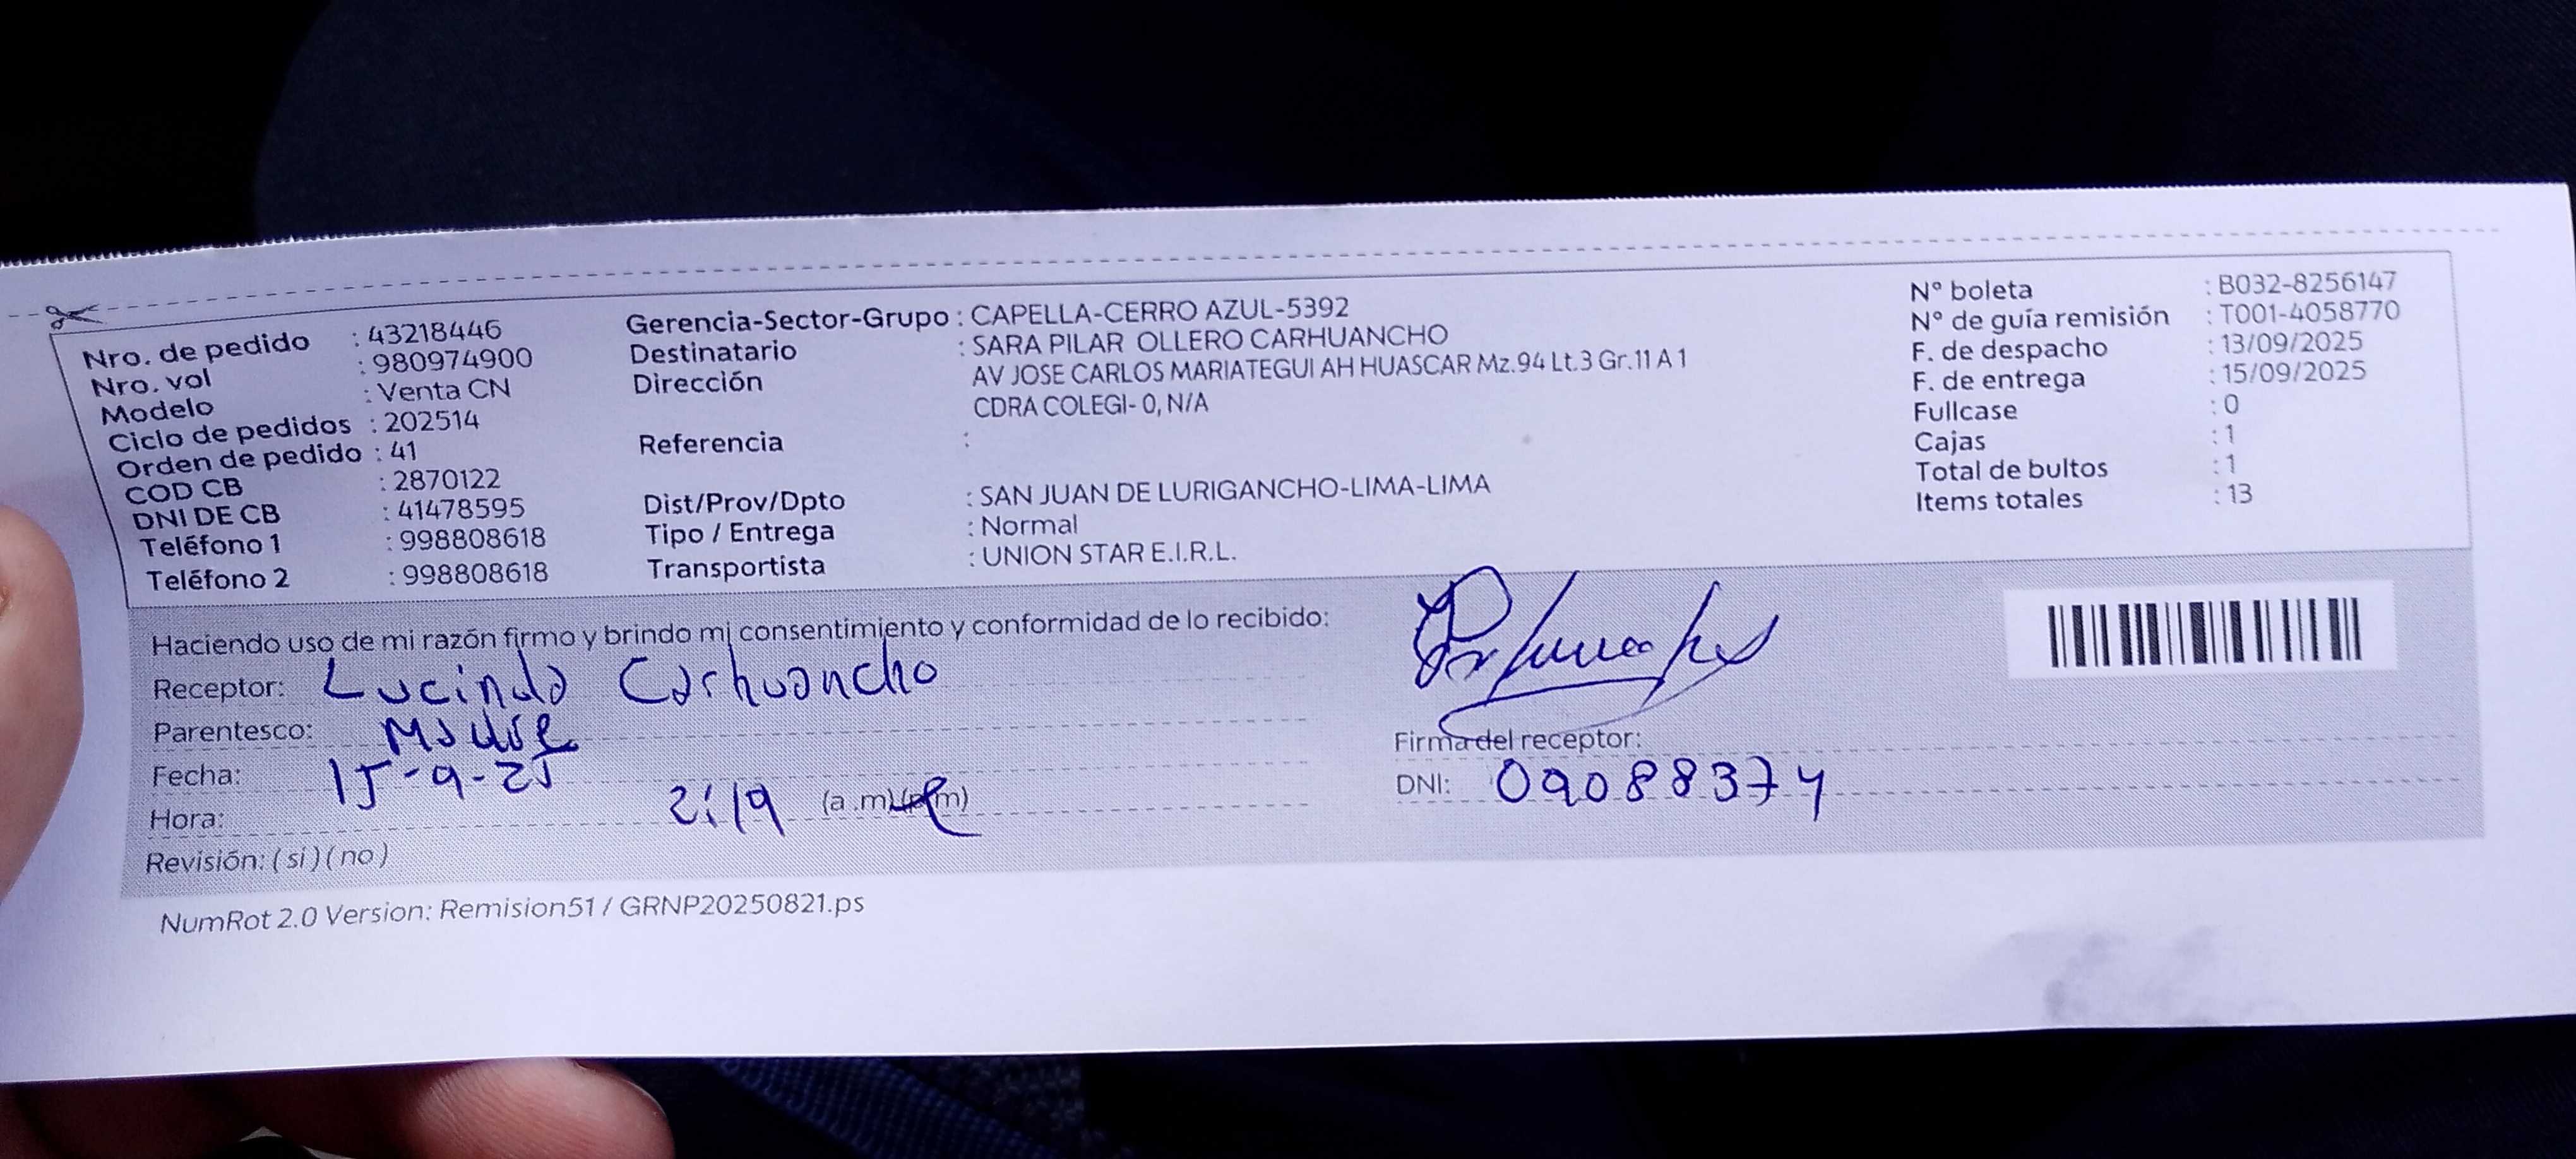 Nro. de pedido : 43218446
Nro. vol : 980974900
Modelo : Venta CN
Ciclo de pedidos : 202514
Orden de pedido : 41
COD CB : 2870122
DNI DE CB : 41478595
Teléfono 1 : 998808618
Teléfono 2 : 998808618
Gerencia-Sector-Grupo : CAPELLA-CERRO AZUL-5392
Destinatario : SARA PILAR OLLERO CARHUANCHO
Dirección AV JOSE CARLOS MARIATEGUI AH HUASCAR Mz.94 Lt.3 Gr.11 A 1
CDRA COLEGI- 0, N/A
Referencia :
Dist/Prov/Dpto : SAN JUAN DE LURIGANCHO-LIMA-LIMA
Tipo / Entrega : Normal
Transportista : UNION STAR E.I.R.L.
N° boleta : B032-8256147
N° de guía remisión : T001-4058770
F. de despacho : 13/09/2025
F. de entrega : 15/09/2025
Fullcase : 0
Cajas : 1
Total de bultos : 1
Items totales : 13
Haciendo uso de mi razón firmo y brindo mi consentimiento y conformidad de lo recibido:
Receptor: Lucinda Carhuancho
Parentesco: Madre
Fecha: 15-9-25
Hora: 2:19 (a.m) (p.m)
Revisión: (si) (no)
Firma del receptor:
DNI: 09088374
NumRot 2.0 Version: Remision51 / GRNP20250821.ps